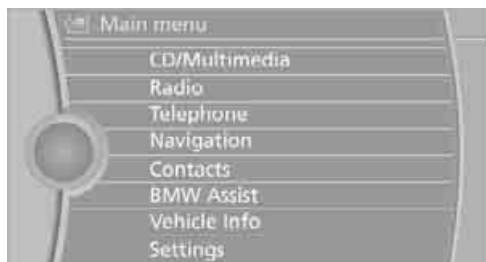 Main menu
CD/Multimedia
Radio
Telephone
Navigation
Contacts
BMW Assist
Vehicle Info
Settings